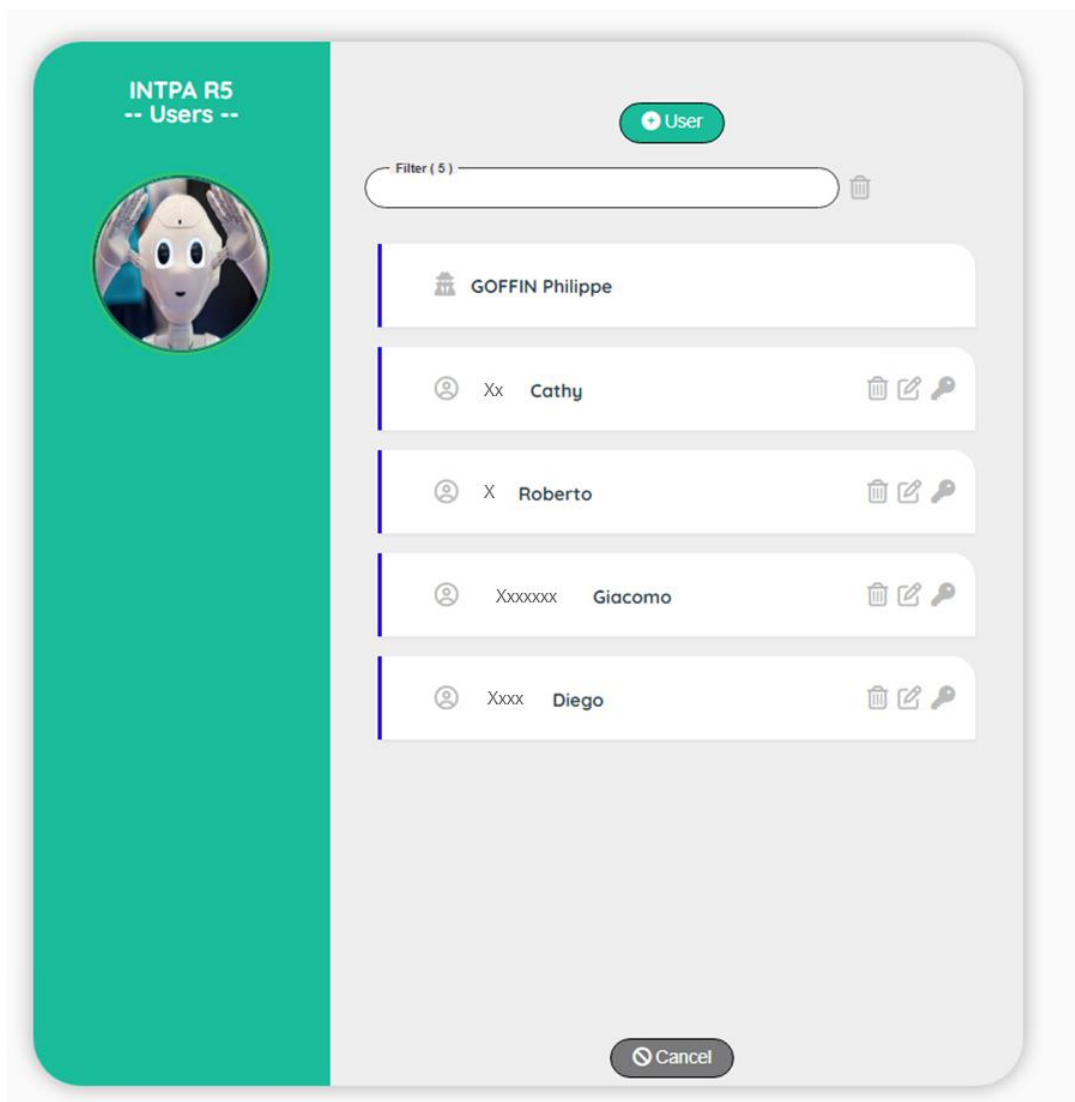 INTPA R5
-- Users --
User
Filter ( 5 )
GOFFIN Philippe
Xx Cathy
X Roberto
Xxxxxxx Giacomo
Xxxx Diego
Cancel